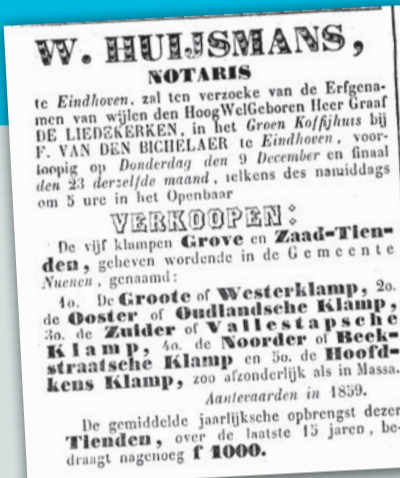 W. HUIJSMANS,
NOTARIS
te Eindhoven, zal ten verzoeke van de Erfgena-
men van wijlen den HoogWelGeboren Heer Graaf
DE LIEDEKERKEN, in het Groen Koffijhuis bij
F. VAN DEN BICHELAER te Eindhoven, voor-
loopig op Donderdag den 9 December en finaal
den 23 derzelfde maand, telkens des namiddags
om 5 ure in het Openbaar
VERKOOPEN:
De vijf klampen Grove en Zaad-Tien-
den, geheven wordende in de Gemeente
Nuenen, genaamd:
1o. De Groote of Westerklamp, 2o.
de Ooster of Oudlandsche Klamp,
3o. de Zuider of Vallestapsche
Klamp, 4o. de Noorder of Beek-
straatsche Klamp en 5o. de Hoofd-
kens Klamp, zoo afzonderlijk als in Massa.
Aantevaarden in 1859.
De gemiddelde jaarlijksche opbrengst dezer
Tienden, over de laatste 15 jaren, be-
draagt nagenoeg f 1000.